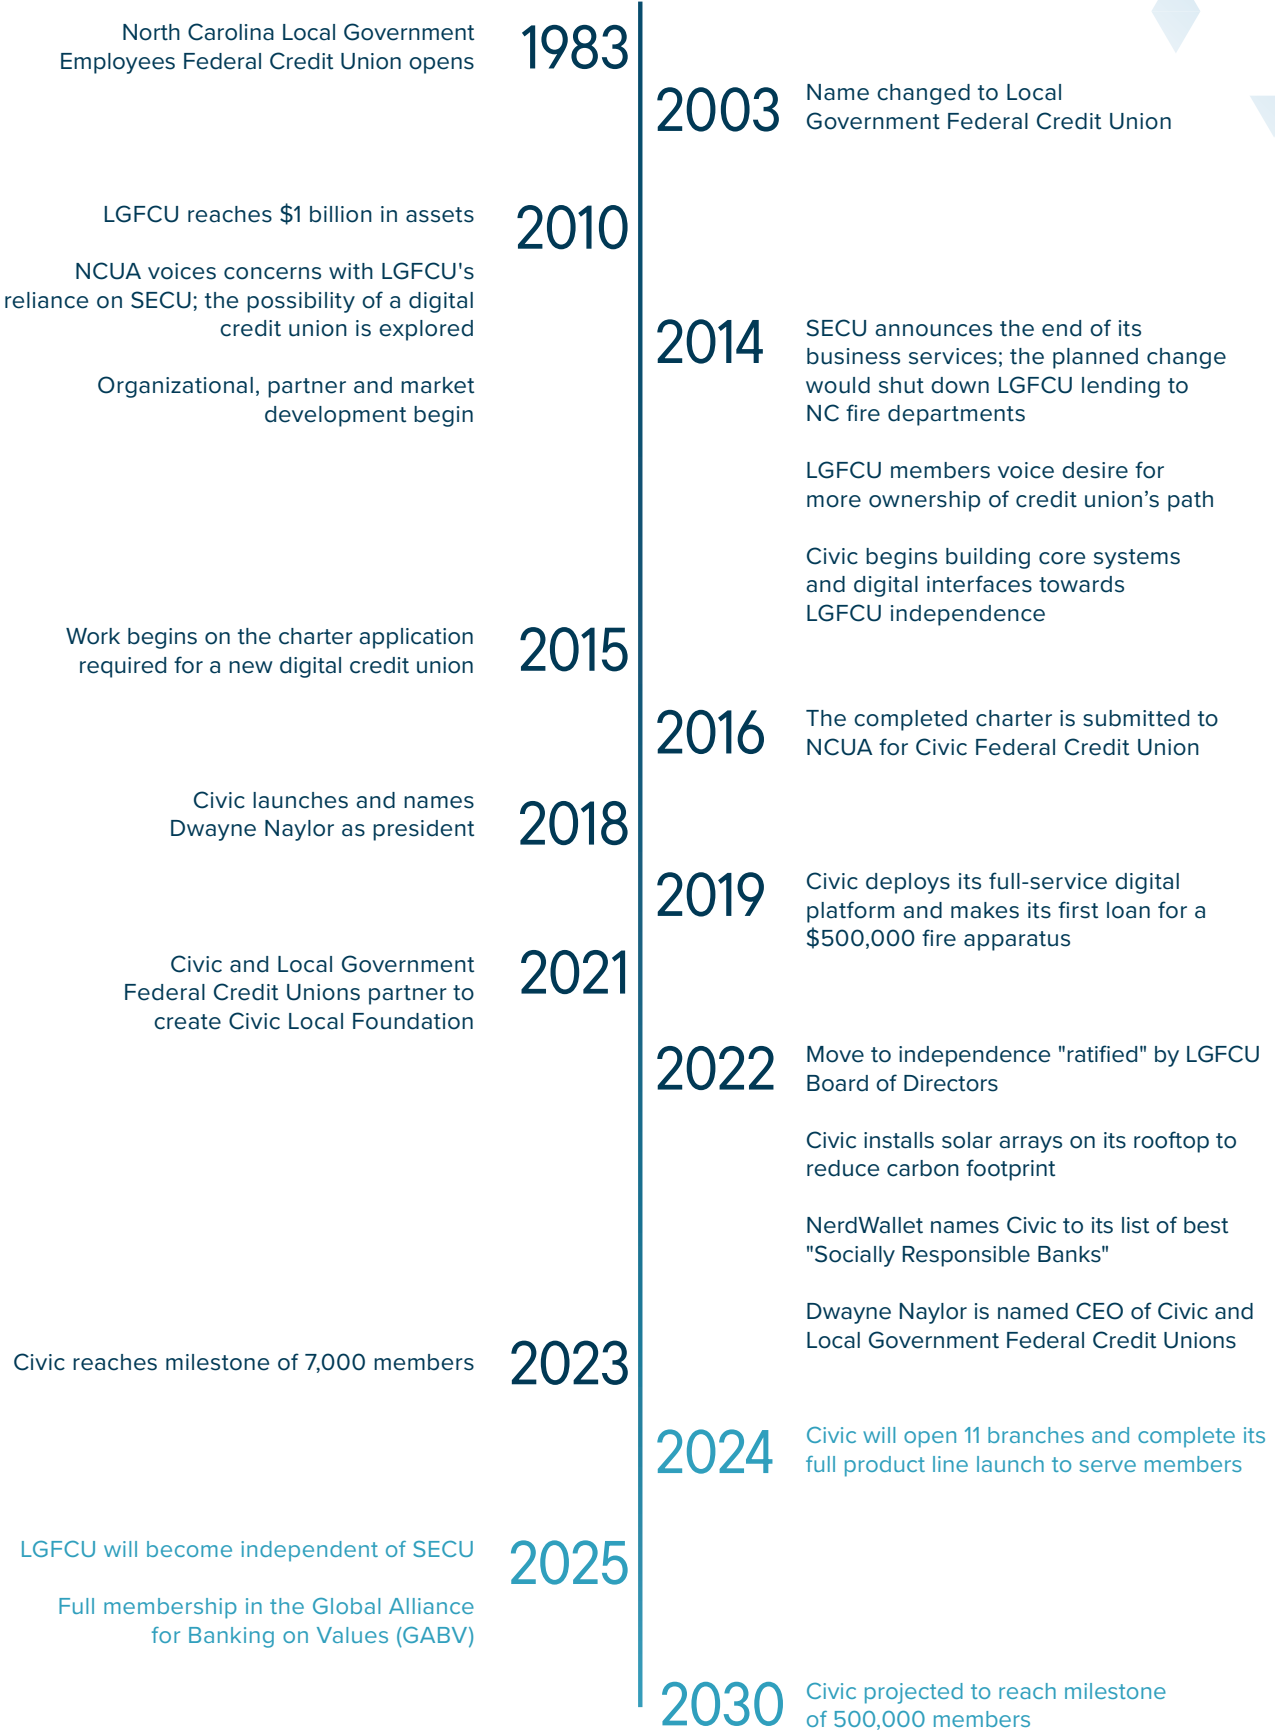 North Carolina Local Government
Employees Federal Credit Union opens
1983
2003
Name changed to Local
Government Federal Credit Union
LGFCU reaches $1 billion in assets
NCUA voices concerns with LGFCU's
reliance on SECU; the possibility of a digital
credit union is explored
Organizational, partner and market
development begin
2010
2014
SECU announces the end of its
business services; the planned change
would shut down LGFCU lending to
NC fire departments
LGFCU members voice desire for
more ownership of credit union’s path
Civic begins building core systems
and digital interfaces towards
LGFCU independence
Work begins on the charter application
required for a new digital credit union
2015
2016
The completed charter is submitted to
NCUA for Civic Federal Credit Union
Civic launches and names
Dwayne Naylor as president
2018
2019
Civic deploys its full-service digital
platform and makes its first loan for a
$500,000 fire apparatus
Civic and Local Government
Federal Credit Unions partner to
create Civic Local Foundation
2021
2022
Move to independence "ratified" by LGFCU
Board of Directors
Civic installs solar arrays on its rooftop to
reduce carbon footprint
NerdWallet names Civic to its list of best
"Socially Responsible Banks"
Dwayne Naylor is named CEO of Civic and
Local Government Federal Credit Unions
Civic reaches milestone of 7,000 members
2023
2024
Civic will open 11 branches and complete its
full product line launch to serve members
LGFCU will become independent of SECU
Full membership in the Global Alliance
for Banking on Values (GABV)
2025
2030
Civic projected to reach milestone
of 500,000 members